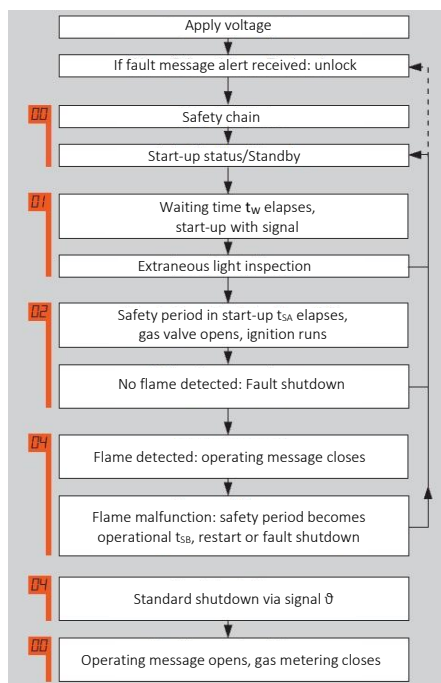 Apply voltage
If fault message alert received: unlock
00
Safety chain
Start-up status/Standby
01
Waiting time tw elapses,
start-up with signal
Extraneous light inspection
02
Safety period in start-up tSA elapses,
gas valve opens, ignition runs
No flame detected: Fault shutdown
04
Flame detected: operating message closes
Flame malfunction: safety period becomes
operational tSB, restart or fault shutdown
04
Standard shutdown via signal ϑ
00
Operating message opens, gas metering closes